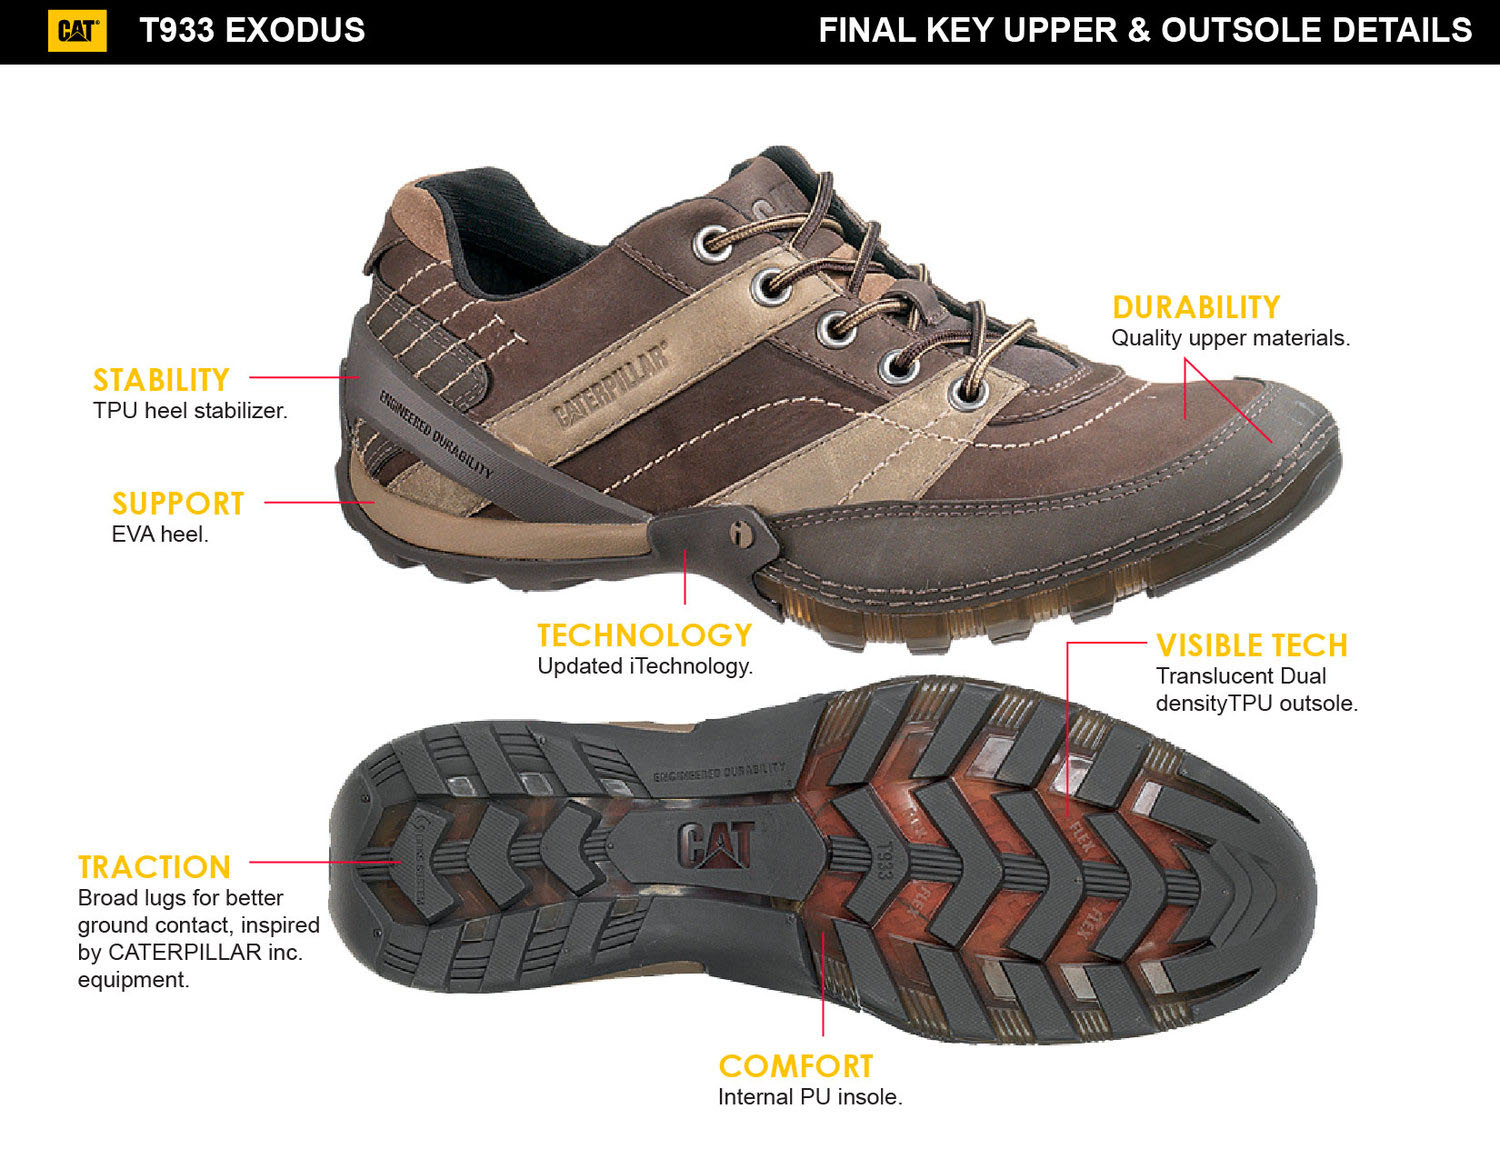 CAT
T933 EXODUS
FINAL KEY UPPER & OUTSOLE DETAILS
CATERPILLAR
ENGINEERED DURABILITY
DURABILITY
Quality upper materials.
STABILITY
TPU heel stabilizer.
SUPPORT
EVA heel.
i
TECHNOLOGY
Updated iTechnology.
VISIBLE TECH
Translucent Dual
densityTPU outsole.
ENGINEERED DURABILITY
CAT
T933
FLEX
FLEX
FLEX
TRACTION
Broad lugs for better
ground contact, inspired
by CATERPILLAR inc.
equipment.
COMFORT
Internal PU insole.